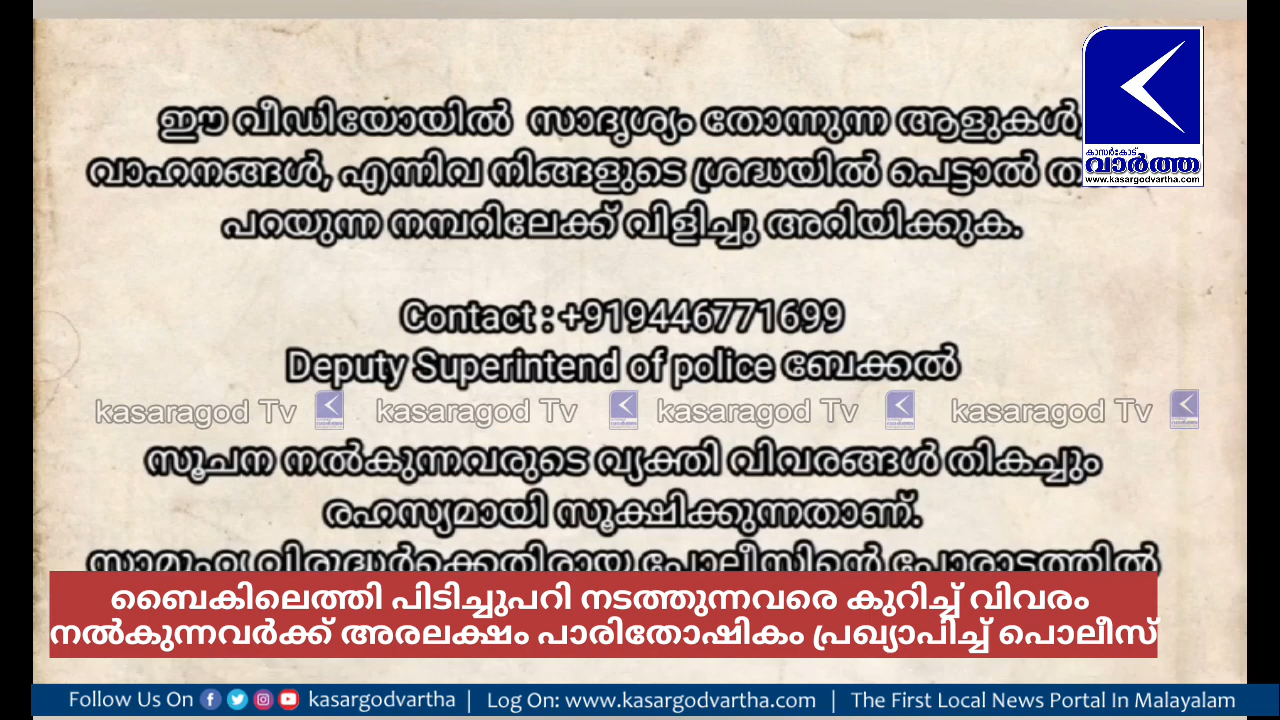 ഈ വീഡിയോയിൽ സാദൃശ്യം തോന്നുന്ന ആളുകൾ,
വാഹനങ്ങൾ, എന്നിവ നിങ്ങളുടെ ശ്രദ്ധയിൽ പെട്ടാൽ
പറയുന്ന നമ്പറിലേക്ക് വിളിച്ചു അറിയിക്കുക.
കാസർകോട്
വാർത്ത
www.kasargodvartha.com
Contact : +919446771699
Deputy Superintend of police ബേക്കൽ
kasaragod Tv kasaragod Tv kasaragod Tv kasaragod Tv
സൂചന നൽകുന്നവരുടെ വ്യക്തി വിവരങ്ങൾ തികച്ചും
രഹസ്യമായി സൂക്ഷിക്കുന്നതാണ്.
സാമൂഹ്യ വിരുദ്ധർക്കെതിരായ പോലീസിന്റെ പോരാട്ടത്തിൽ
ബൈകിലെത്തി പിടിച്ചുപറി നടത്തുന്നവരെ കുറിച്ച് വിവരം
നൽകുന്നവർക്ക് അരലക്ഷം പാരിതോഷികം പ്രഖ്യാപിച്ച് പൊലീസ്
Follow Us On kasargodvartha | Log On: www.kasargodvartha.com | The First Local News Portal In Malayalam